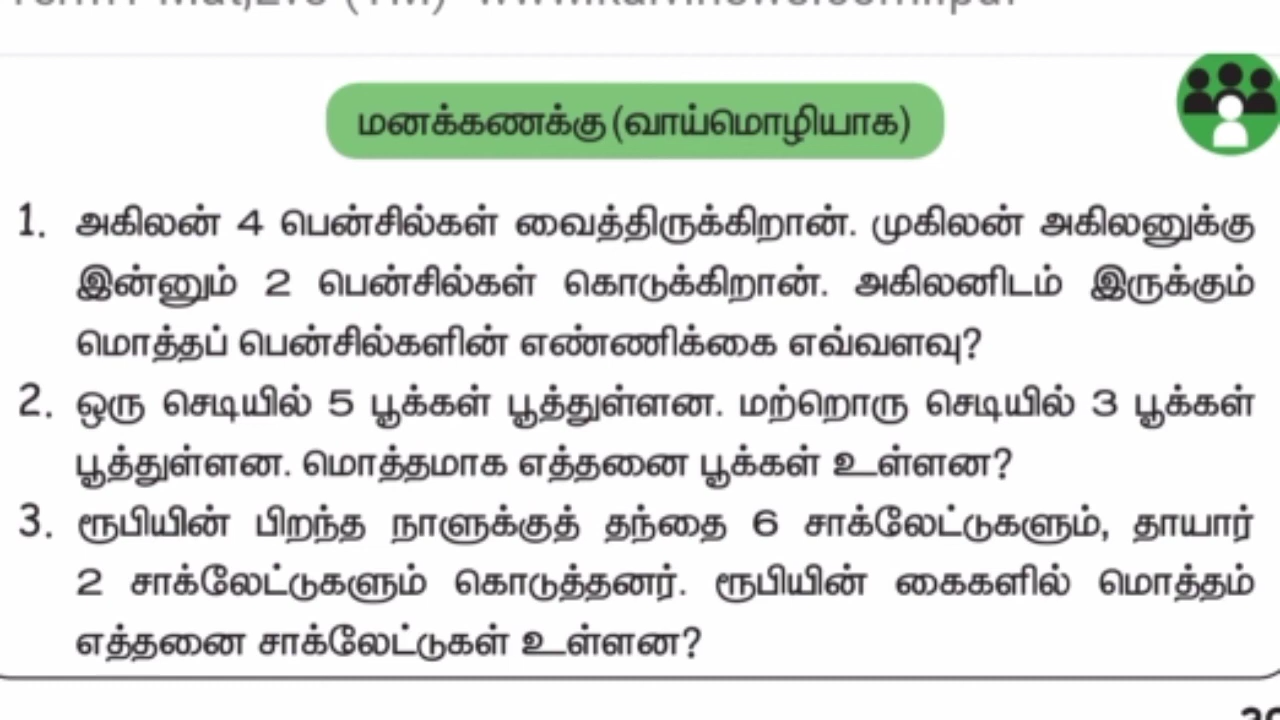 மனக்கணக்கு (வாய்மொழியாக)
1. அகிலன் 4 பென்சில்கள் வைத்திருக்கிறான். முகிலன் அகிலனுக்கு
இன்னும் 2 பென்சில்கள் கொடுக்கிறான். அகிலனிடம் இருக்கும்
மொத்தப் பென்சில்களின் எண்ணிக்கை எவ்வளவு?
2. ஒரு செடியில் 5 பூக்கள் பூத்துள்ளன. மற்றொரு செடியில் 3 பூக்கள்
பூத்துள்ளன. மொத்தமாக எத்தனை பூக்கள் உள்ளன?
3. ரூபியின் பிறந்த நாளுக்குத் தந்தை 6 சாக்லேட்டுகளும், தாயார்
2 சாக்லேட்டுகளும் கொடுத்தனர். ரூபியின் கைகளில் மொத்தம்
எத்தனை சாக்லேட்டுகள் உள்ளன?